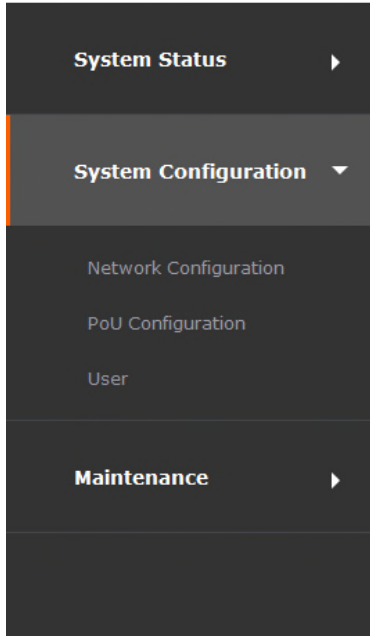 System Status
System Configuration
Network Configuration
PoU Configuration
User
Maintenance